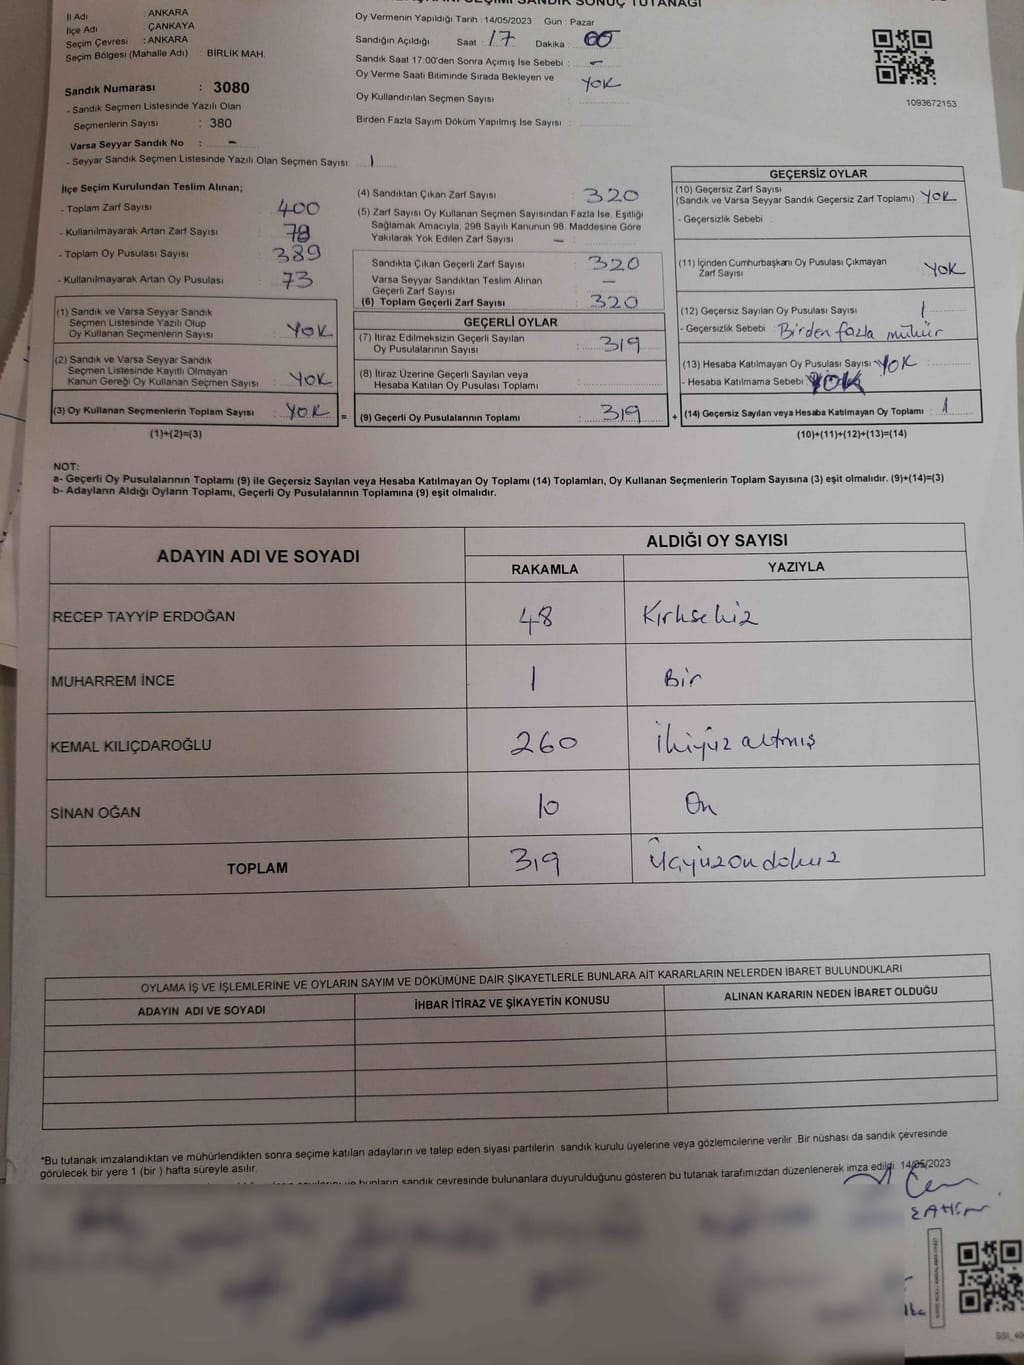 SEÇİMİ SANDIK SONUÇ TUTANAĞI
İl Adı : ANKARA
İlçe Adı : ÇANKAYA
Seçim Çevresi : ANKARA
Seçim Bölgesi (Mahalle Adı) : BİRLİK MAH.
Sandık Numarası : 3080
- Sandık Seçmen Listesinde Yazılı Olan
Seçmenlerin Sayısı : 380
Varsa Seyyar Sandık No : -
- Seyyar Sandık Seçmen Listesinde Yazılı Olan Seçmen Sayısı:
Oy Vermenin Yapıldığı Tarih : 14/05/2023 Gün : Pazar
Sandığın Açıldığı Saat : 17 Dakika : 00
Sandık Saat 17:00'den Sonra Açımış İse Sebebi : -
Oy Verme Saati Bitiminde Sırada Bekleyen ve
Oy Kullandırılan Seçmen Sayısı YOK
Birden Fazla Sayım Döküm Yapılmış İse Sayısı :
1093672153
İlçe Seçim Kurulundan Teslim Alınan;
- Toplam Zarf Sayısı : 400
- Kullanılmayarak Artan Zarf Sayısı : 78
- Toplam Oy Pusulası Sayısı : 389
- Kullanılmayarak Artan Oy Pusulası : 73
(1) Sandık ve Varsa Seyyar Sandık
Seçmen Listesinde Yazılı Olup
Oy Kullanan Seçmenlerin Sayısı : YOK
(2) Sandık ve Varsa Seyyar Sandık
Seçmen Listesinde Kayıtlı Olmayan
Kanun Gereği Oy Kullanan Seçmen Sayısı : YOK
(3) Oy Kullanan Seçmenlerin Toplam Sayısı : YOK =
(1)+(2)=(3)
(4) Sandıktan Çıkan Zarf Sayısı : 320
(5) Zarf Sayısı Oy Kullanan Seçmen Sayısından Fazla İse, Eşitliği
Sağlamak Amacıyla, 298 Sayılı Kanunun 98. Maddesine Göre
Yakılarak Yok Edilen Zarf Sayısı : -
Sandıkta Çıkan Geçerli Zarf Sayısı : 320
Varsa Seyyar Sandıktan Teslim Alınan
Geçerli Zarf Sayısı : -
(6) Toplam Geçerli Zarf Sayısı : 320
GEÇERLİ OYLAR
(7) İtiraz Edilmeksizin Geçerli Sayılan
Oy Pusulalarının Sayısı : 319
(8) İtiraz Üzerine Geçerli Sayılan veya
Hesaba Katılan Oy Pusulası Toplamı :
(9) Geçerli Oy Pusulalarının Toplamı : 319 +
GEÇERSİZ OYLAR
(10) Geçersiz Zarf Sayısı
(Sandık ve Varsa Seyyar Sandık Geçersiz Zarf Toplamı) YOK
- Geçersizlik Sebebi :
(11) İçinden Cumhurbaşkanı Oy Pusulası Çıkmayan
Zarf Sayısı YOK
(12) Geçersiz Sayılan Oy Pusulası Sayısı : 1
- Geçersizlik Sebebi : Birden fazla mühür
(13) Hesaba Katılmayan Oy Pusulası Sayısı : YOK
- Hesaba Katılmama Sebebi : YOK
(14) Geçersiz Sayılan veya Hesaba Katılmayan Oy Toplamı : 1
(10)+(11)+(12)+(13)=(14)
NOT:
a- Geçerli Oy Pusulalarının Toplamı (9) ile Geçersiz Sayılan veya Hesaba Katılmayan Oy Toplamı (14) Toplamları, Oy Kullanan Seçmenlerin Toplam Sayısına (3) eşit olmalıdır. (9)+(14)=(3)
b- Adayların Aldığı Oyların Toplamı, Geçerli Oy Pusulalarının Toplamına (9) eşit olmalıdır.
ADAYIN ADI VE SOYADI ALDIĞI OY SAYISI
RAKAMLA YAZIYLA
RECEP TAYYİP ERDOĞAN 48 Kırksekiz
MUHARREM İNCE 1 Bir
KEMAL KILIÇDAROĞLU 260 İkiyüz altmış
SİNAN OĞAN 10 On
TOPLAM 319 Üçyüzondokuz
OYLAMA İŞ VE İŞLEMLERİNE VE OYLARIN SAYIM VE DÖKÜMÜNE DAİR ŞİKAYETLERLE BUNLARA AİT KARARLARIN NELERDEN İBARET BULUNDUKLARI
ADAYIN ADI VE SOYADI İHBAR İTİRAZ VE ŞİKAYETİN KONUSU ALINAN KARARIN NEDEN İBARET OLDUĞU
*Bu tutanak imzalandıktan ve mühürlendikten sonra seçime katılan adayların ve talep eden siyasi partilerin sandık kurulu üyelerine veya gözlemcilerine verilir. Bir nüshası da sandık çevresinde
görülecek bir yere 1 (bir) hafta süreyle asılır.
ve bunların sandık çevresinde bulunanlara duyurulduğunu gösteren bu tutanak tarafımızdan düzenlenerek imza edildi. 14/05/2023